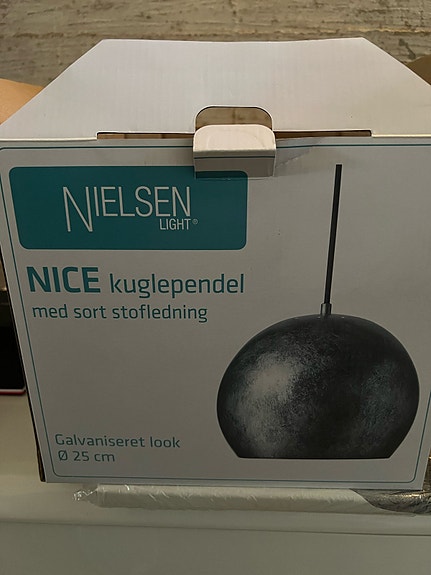 NIELSEN
LIGHT®
NICE kuglependel
med sort stofledning
Galvaniseret look
Ø 25 cm